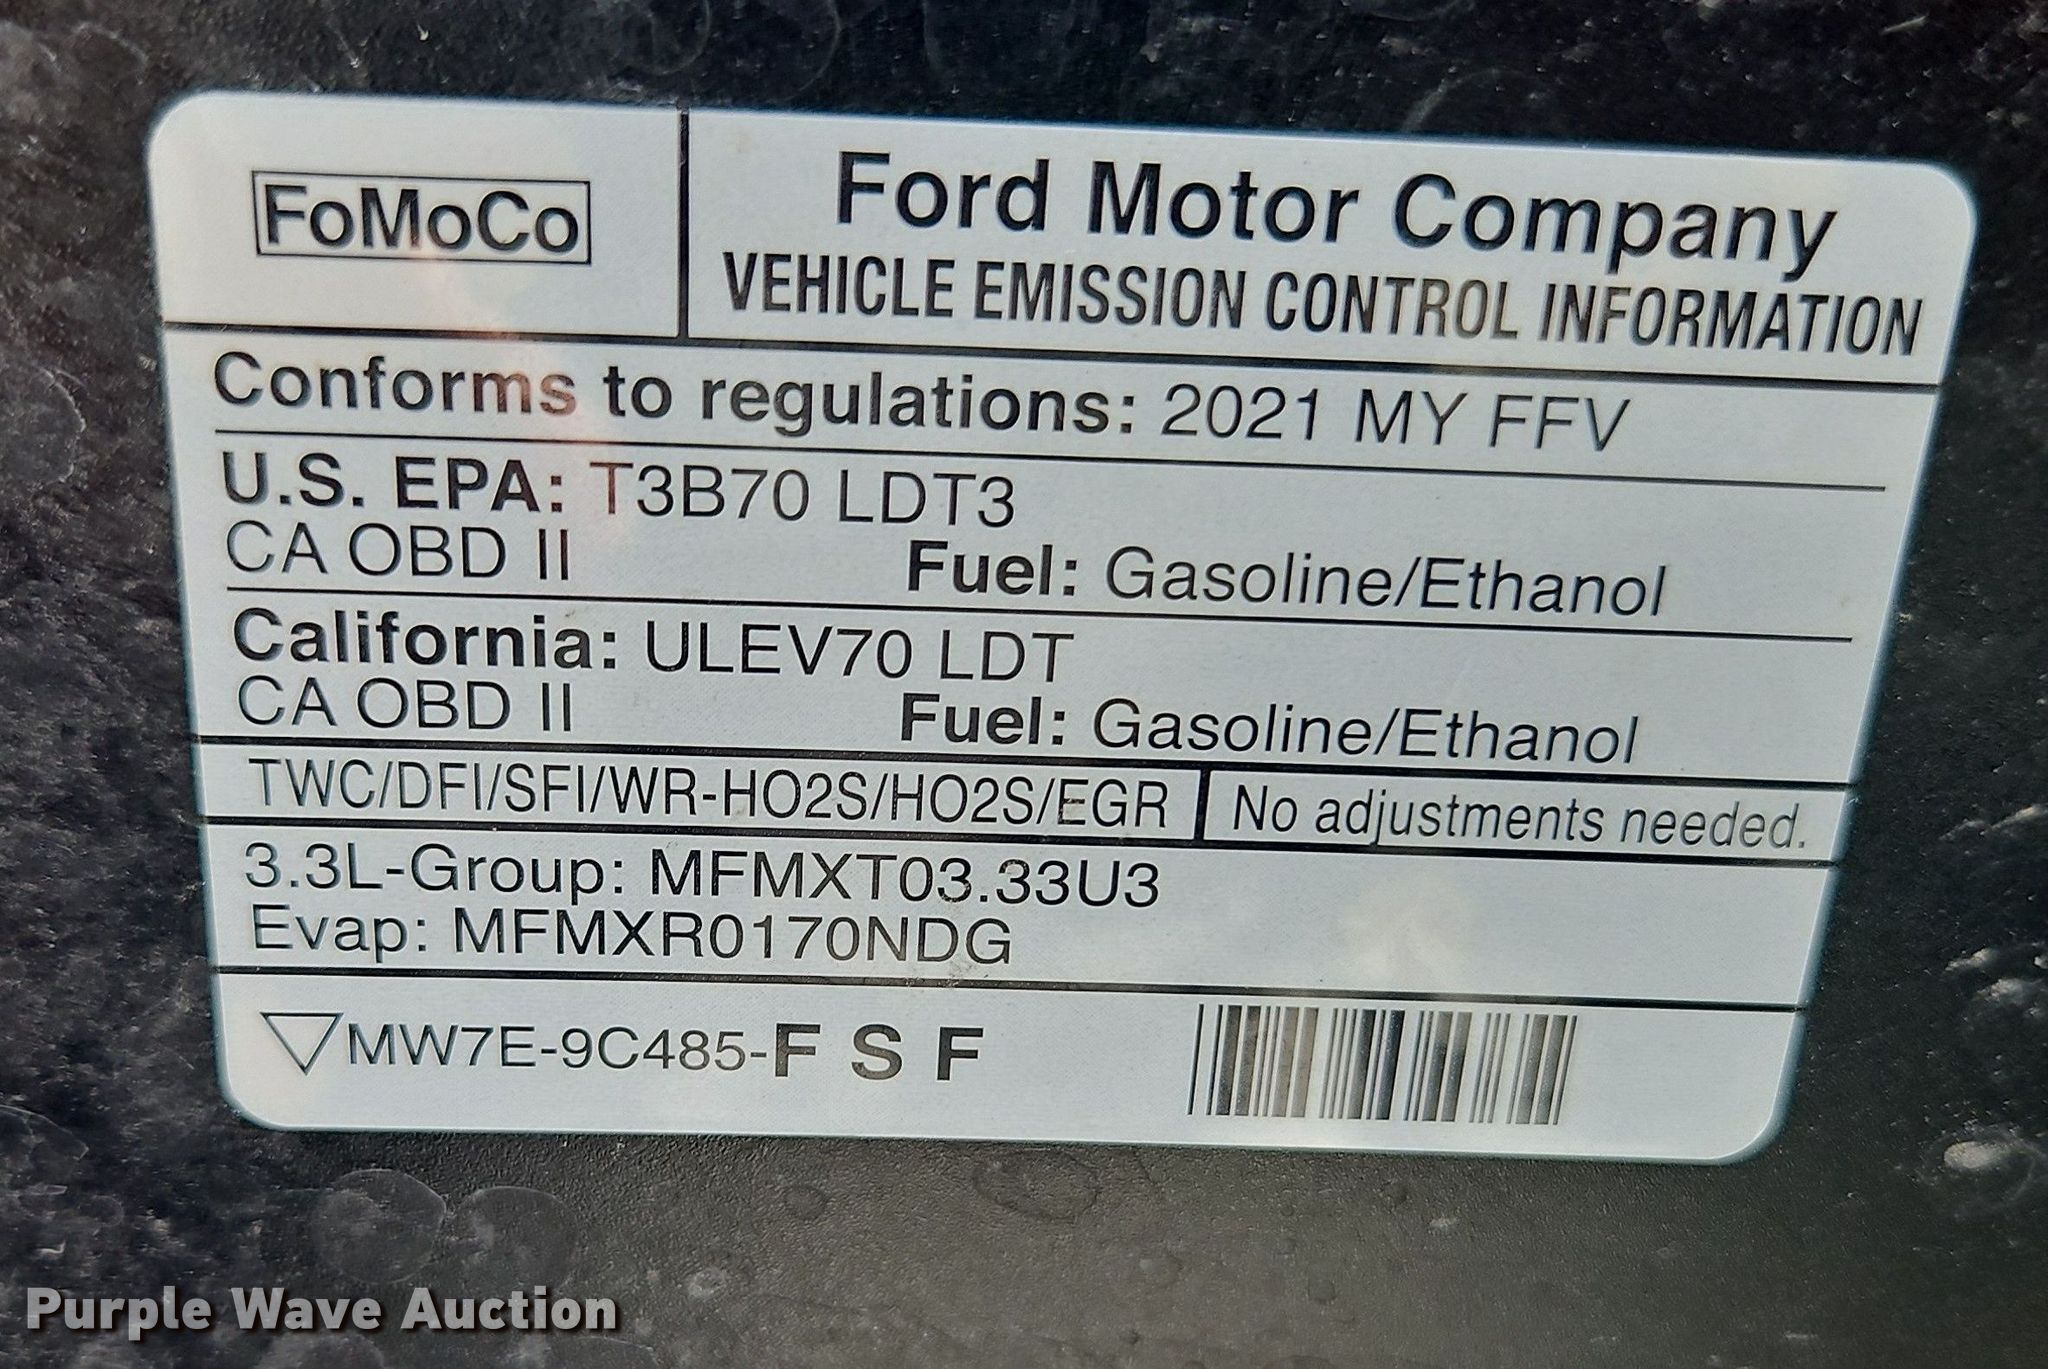 FoMoCo
Ford Motor Company
VEHICLE EMISSION CONTROL INFORMATION
Conforms to regulations: 2021 MY FFV
U.S. EPA: T3B70 LDT3
CA OBD II Fuel: Gasoline/Ethanol
California: ULEV70 LDT
CA OBD II Fuel: Gasoline/Ethanol
TWC/DFI/SFI/WR-HO2S/HO2S/EGR No adjustments needed.
3.3L-Group: MFMXT03.33U3
Evap: MFMXR0170NDG
MW7E-9C485-F S F
Purple Wave Auction